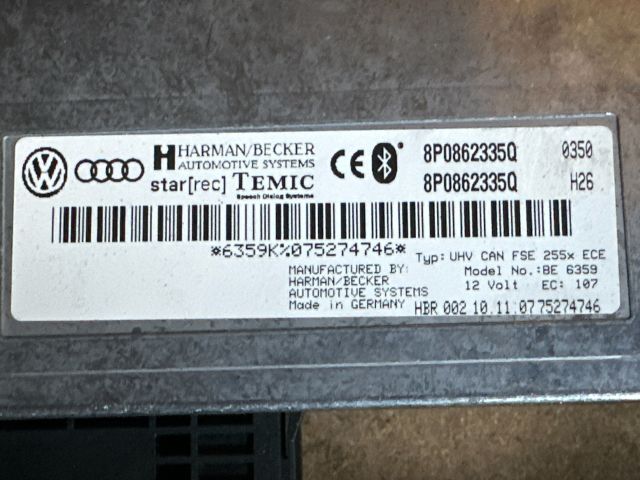 HARMAN/BECKER
AUTOMOTIVE SYSTEMS
star[rec] TEMIC
Speech Dialog Systems
8P0862335Q 0350
8P0862335Q H26
*6359K%075274746*
Typ: UHV CAN FSE 255x ECE
Model No.:BE 6359
12 Volt EC: 107
MANUFACTURED BY:
HARMAN/BECKER
AUTOMOTIVE SYSTEMS
Made in GERMANY
HBR 002 10.11.07 75274746